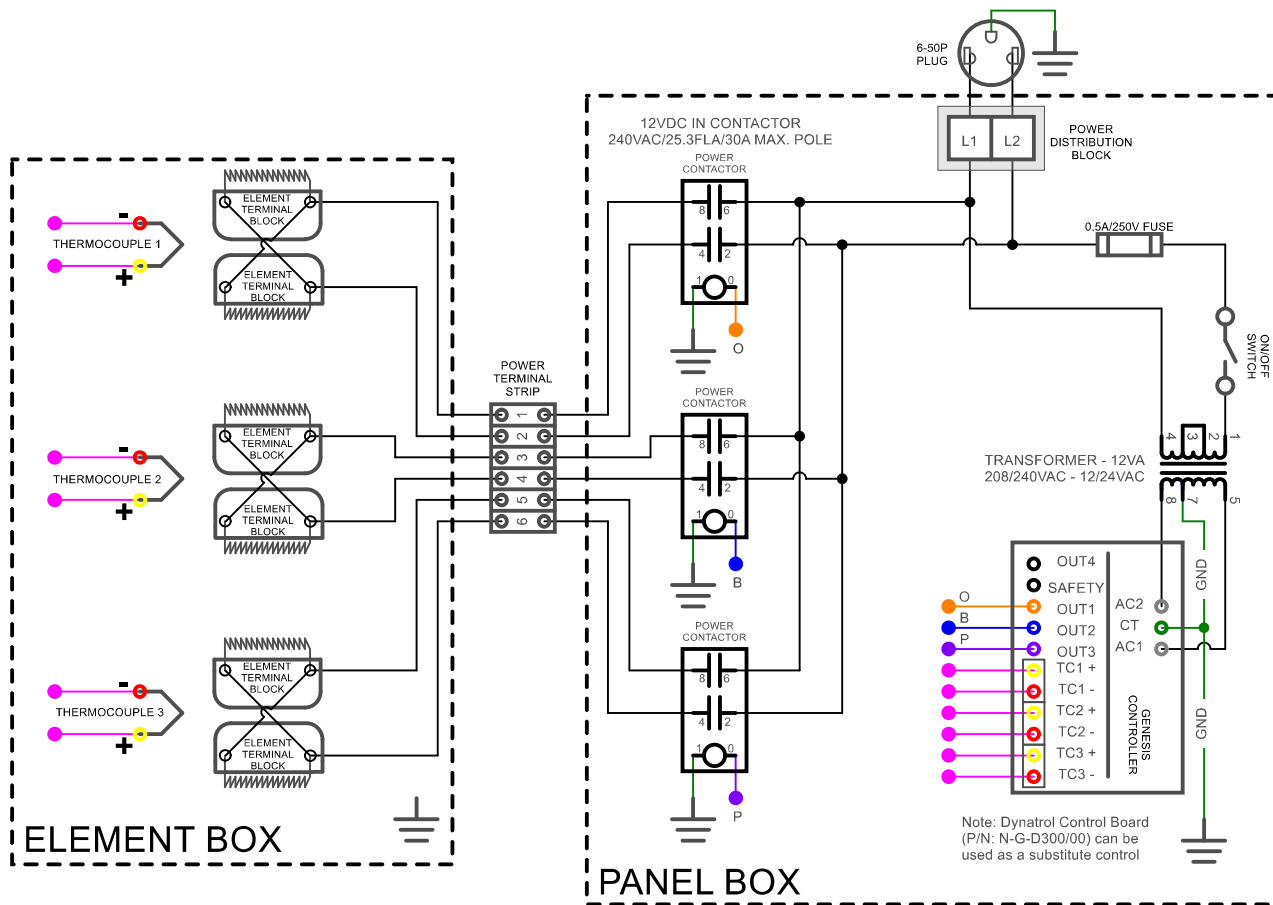 6-50P
PLUG
12VDC IN CONTACTOR
240VAC/25.3FLA/30A MAX. POLE
L1
L2
POWER
DISTRIBUTION
BLOCK
POWER
CONTACTOR
8
6
4
2
1
0
O
0.5A/250V FUSE
ON/OFF
SWITCH
ELEMENT
TERMINAL
BLOCK
ELEMENT
TERMINAL
BLOCK
-
THERMOCOUPLE 1
+
POWER
TERMINAL
STRIP
1
2
3
4
5
6
POWER
CONTACTOR
8
6
4
2
1
0
B
ELEMENT
TERMINAL
BLOCK
ELEMENT
TERMINAL
BLOCK
-
THERMOCOUPLE 2
+
4
3
2
1
TRANSFORMER - 12VA
208/240VAC - 12/24VAC
8
7
5
POWER
CONTACTOR
8
6
4
2
1
0
P
ELEMENT
TERMINAL
BLOCK
ELEMENT
TERMINAL
BLOCK
-
THERMOCOUPLE 3
+
OUT4
SAFETY
O
OUT1
B
OUT2
P
OUT3
TC1 +
TC1 -
TC2 +
TC2 -
TC3 +
TC3 -
AC2
CT
AC1
GENESIS
CONTROLLER
GND
GND
Note: Dynatrol Control Board
(P/N: N-G-D300/00) can be
used as a substitute control
ELEMENT BOX
PANEL BOX